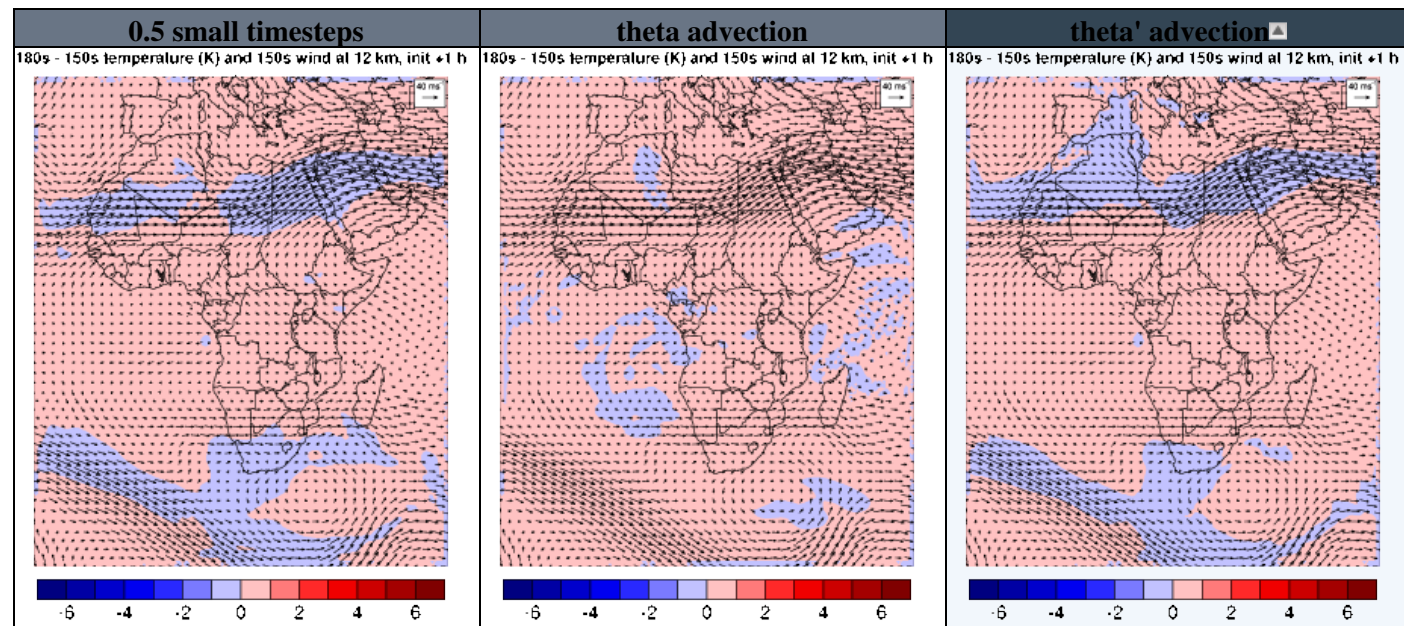 0.5 small timesteps
theta advection
theta' advection
180s - 150s temperature (K) and 150s wind at 12 km, init +1 h
180s - 150s temperature (K) and 150s wind at 12 km, init +1 h
180s - 150s temperature (K) and 150s wind at 12 km, init +1 h
40 ms
40 ms
40 ms
-6 -4 -2 0 2 4 6
-6 -4 -2 0 2 4 6
-6 -4 -2 0 2 4 6